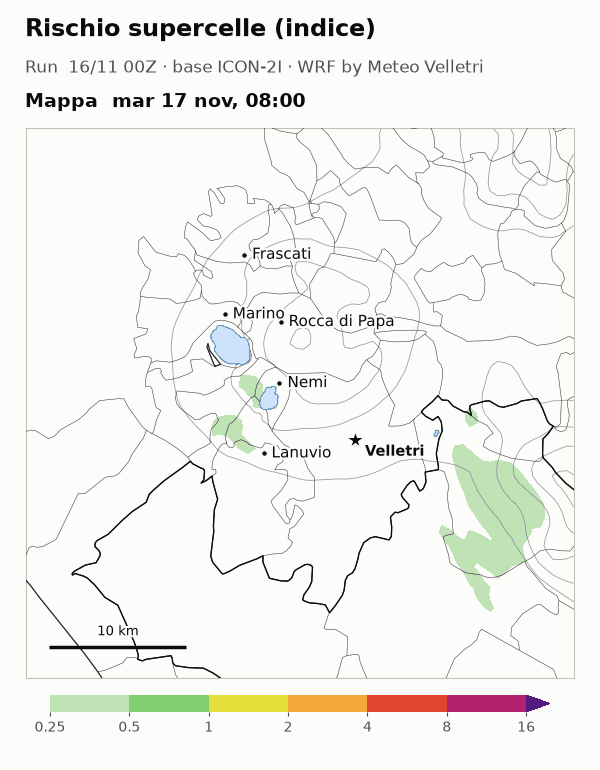 Rischio supercelle (indice)
Run  16/11 00Z · base ICON-2I · WRF by Meteo Velletri
Mappa  mar 17 nov, 08:00
Frascati
Marino
Rocca di Papa
Nemi
Velletri
Lanuvio
10 km
0.25 0.5 1 2 4 8 16